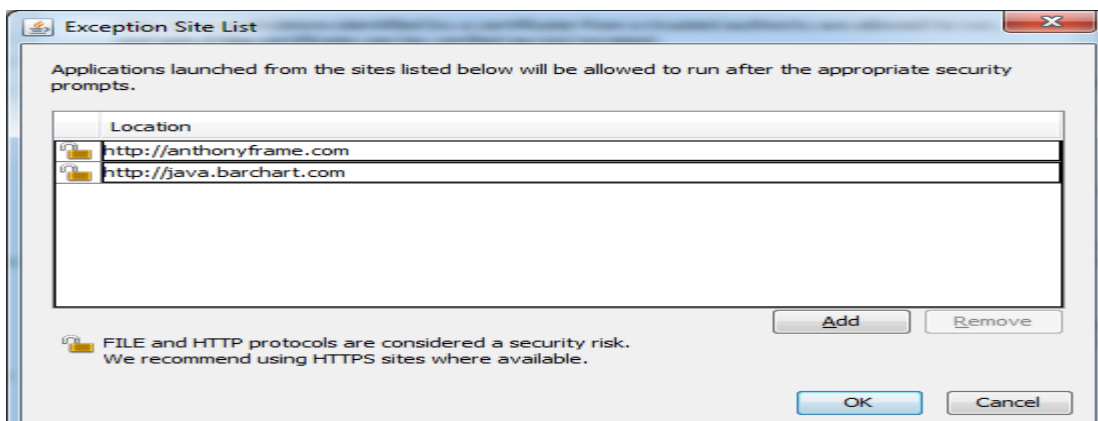 Exception Site List
Applications launched from the sites listed below will be allowed to run after the appropriate security
prompts.
Location
http://anthonyframe.com
http://java.barchart.com
Add
Remove
FILE and HTTP protocols are considered a security risk.
We recommend using HTTPS sites where available.
OK
Cancel